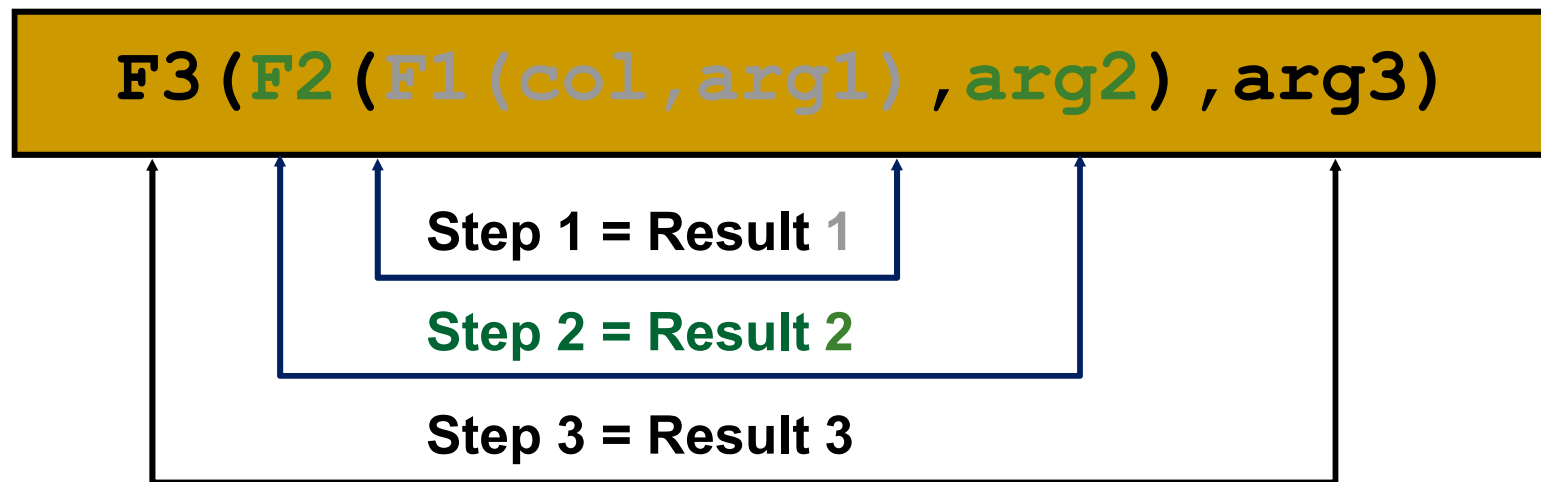 F3(F2(F1(col,arg1),arg2),arg3)
Step 1 = Result 1
Step 2 = Result 2
Step 3 = Result 3